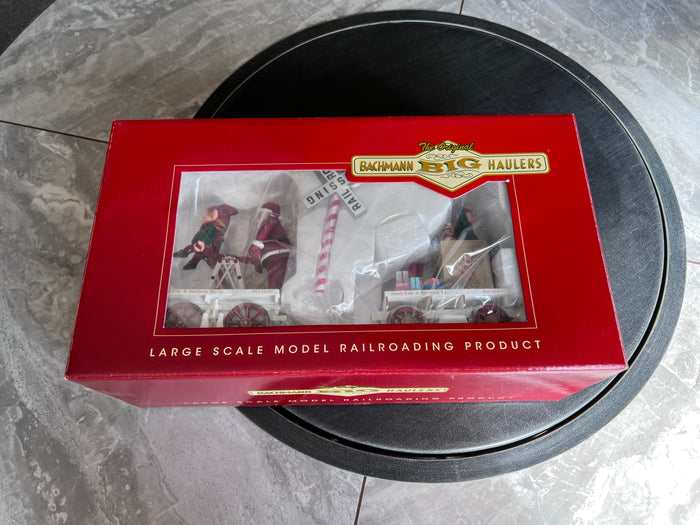 The Original
BACHMANN BIG HAULERS
RAILROAD
CROSSING
LARGE SCALE MODEL RAILROADING PRODUCT
BACHMANN BIG HAULERS
LARGE SCALE MODEL RAILROADING PRODUCT